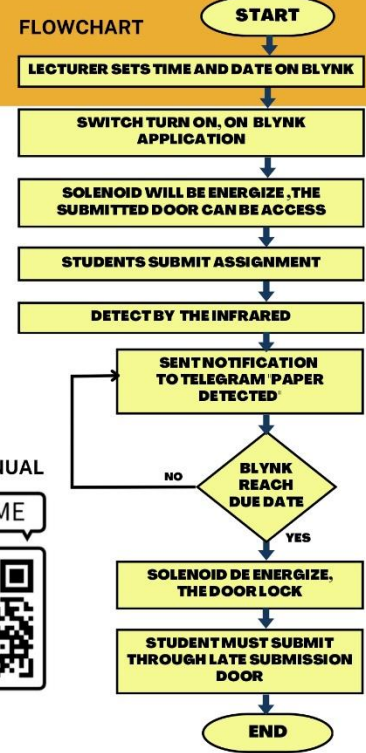 FLOWCHART
START
LECTURER SETS TIME AND DATE ON BLYNK
SWITCH TURN ON, ON BLYNK
APPLICATION
SOLENOID WILL BE ENERGIZE ,THE
SUBMITTED DOOR CAN BE ACCESS
STUDENTS SUBMIT ASSIGNMENT
DETECT BY THE INFRARED
SENT NOTIFICATION
TO TELEGRAM "PAPER
DETECTED"
NO
BLYNK
REACH
DUE DATE
YES
SOLENOID DE ENERGIZE,
THE DOOR LOCK
STUDENT MUST SUBMIT
THROUGH LATE SUBMISSION
DOOR
END